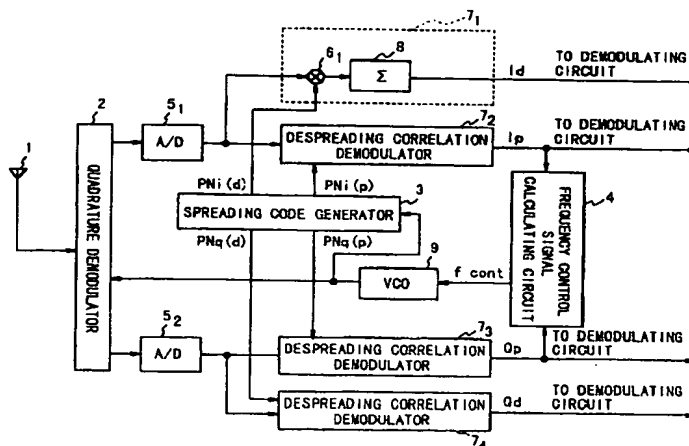 7₁
6₁
8
Σ
Id
TO DEMODULATING
CIRCUIT
2
5₁
A/D
7₂
DESPREADING CORRELATION
DEMODULATOR
Ip
TO DEMODULATING
CIRCUIT
1
QUADRATURE DEMODULATOR
PNi(d)
PNi(p)
3
SPREADING CODE GENERATOR
PNq(d)
PNq(p)
FREQUENCY CONTROL
SIGNAL
CALCULATING CIRCUIT
4
9
VCO
f cont
5₂
A/D
7₃
DESPREADING CORRELATION
DEMODULATOR
Qp
TO DEMODULATING
CIRCUIT
DESPREADING CORRELATION
DEMODULATOR
7₄
Qd
TO DEMODULATING
CIRCUIT